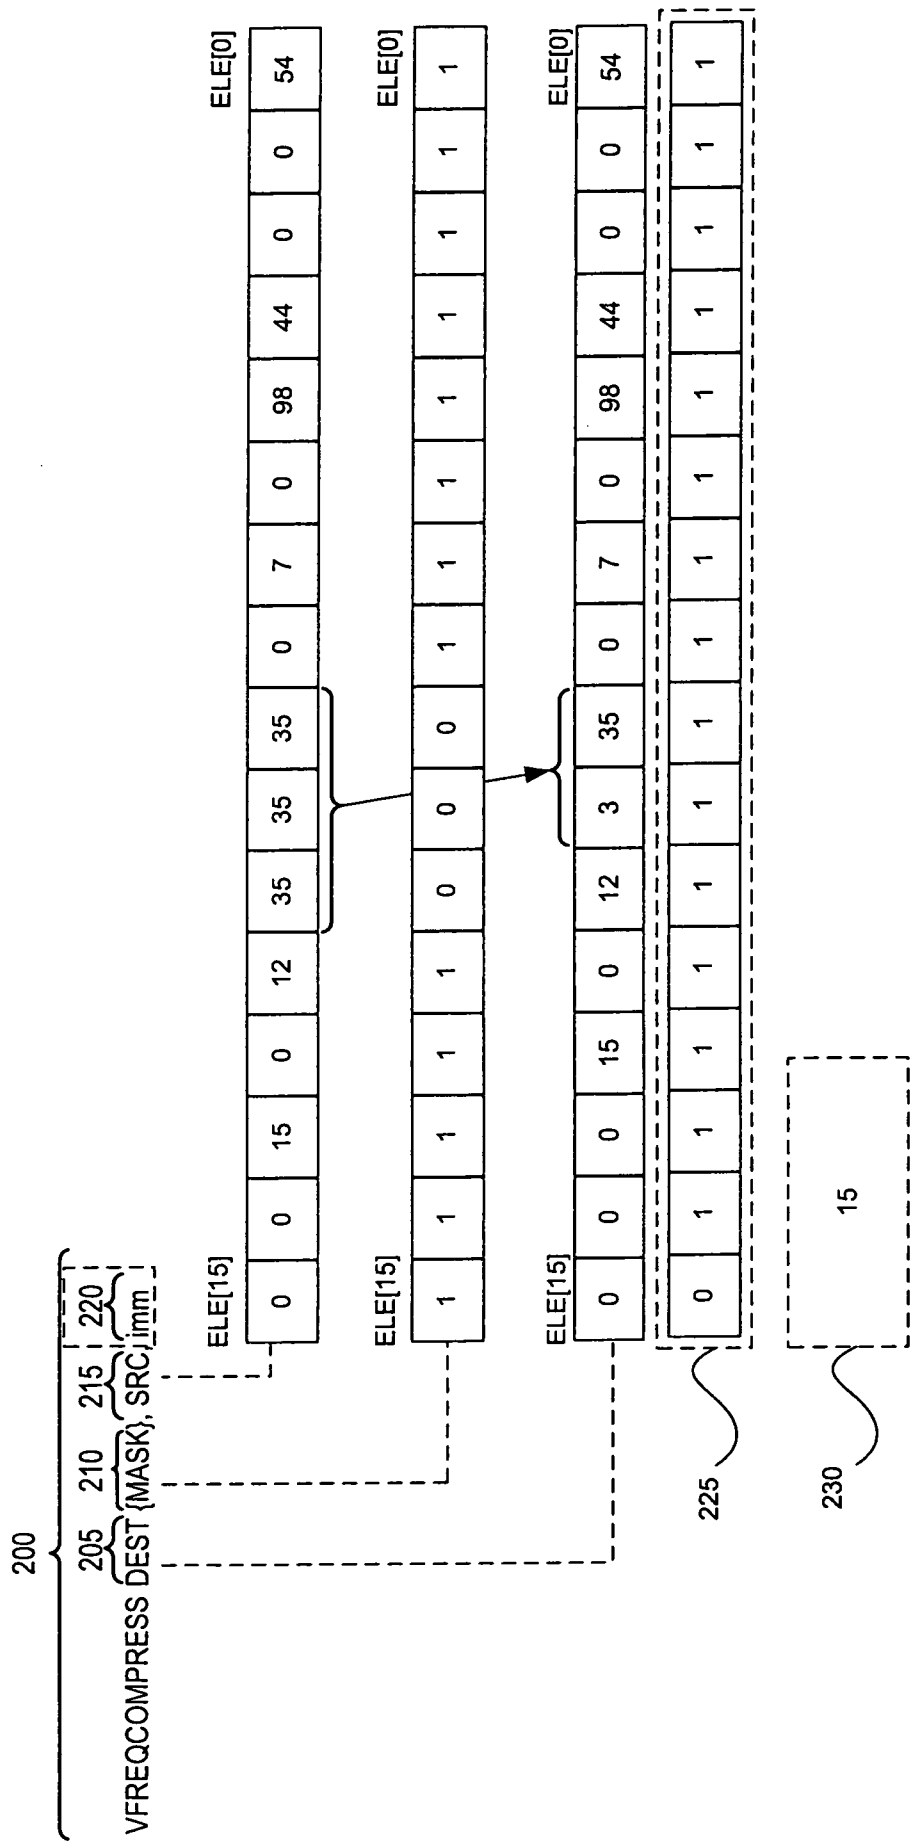 200
205 210 215 220
VFREQCOMPRESS DEST {MASK}, SRC, imm
ELE[15] ELE[0]
0 0 15 0 12 35 35 35 0 7 0 98 44 0 0 54
ELE[15] ELE[0]
1 1 1 1 1 0 0 0 1 1 1 1 1 1 1 1
ELE[15] ELE[0]
0 0 0 15 0 12 3 35 0 7 0 98 44 0 0 54
225
0 1 1 1 1 1 1 1 1 1 1 1 1 1 1 1
230
15